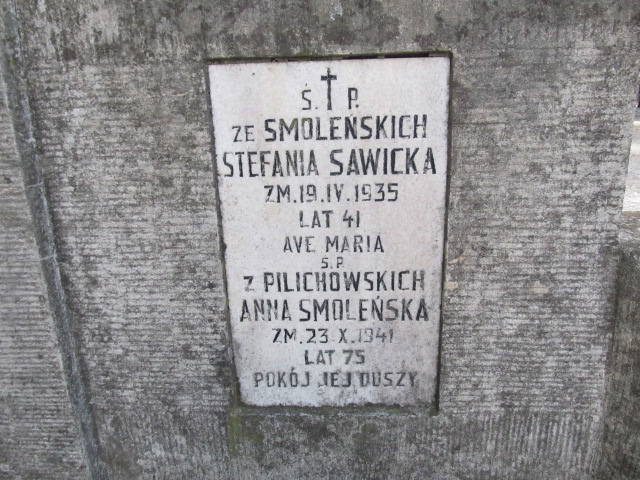 Ś. P.
ZE SMOLEŃSKICH
STEFANIA SAWICKA
ZM. 19. IV. 1935
LAT 41
AVE MARIA
Ś.P.
Z PILICHOWSKICH
ANNA SMOLEŃSKA
ZM. 23 X. 1941
LAT 75
POKÓJ JEJ DUSZY